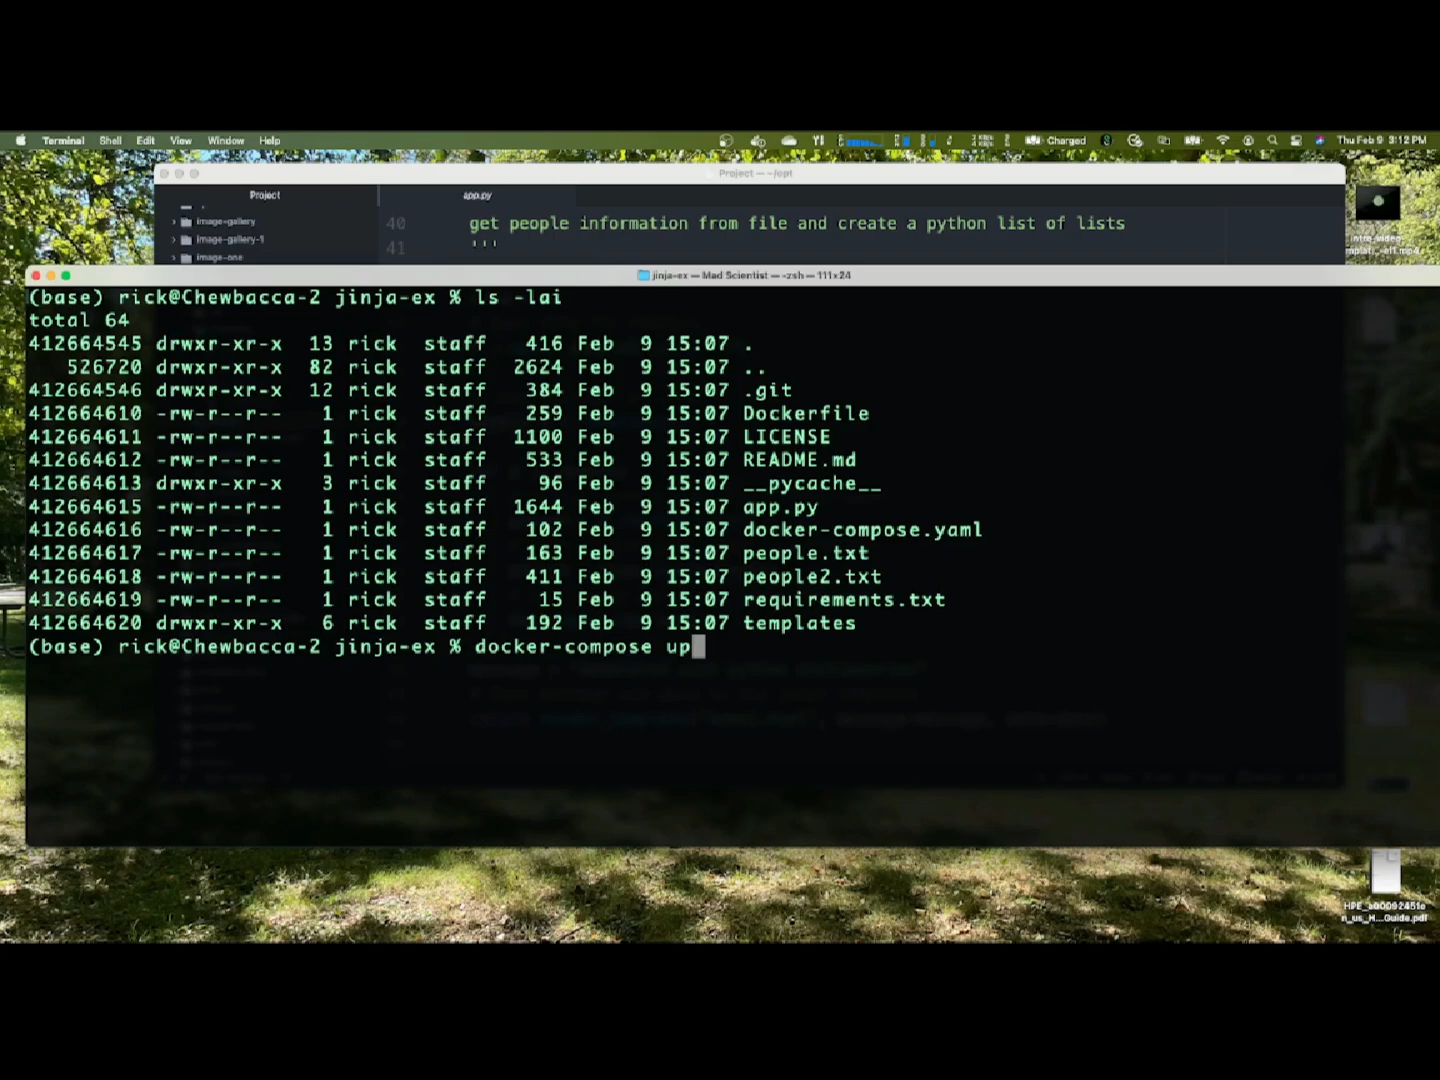 Terminal Shell Edit View Window Help Charged Thu Feb 9 3:12 PM
Project — ~/opt
Project app.py
image-gallery
image-gallery-1
image-one
40 get people information from file and create a python list of lists
41 '''
jinja-ex — Mad Scientist — -zsh — 111×24
(base) rick@Chewbacca-2 jinja-ex % ls -lai
total 64
412664545 drwxr-xr-x 13 rick staff 416 Feb 9 15:07 .
526720 drwxr-xr-x 82 rick staff 2624 Feb 9 15:07 ..
412664546 drwxr-xr-x 12 rick staff 384 Feb 9 15:07 .git
412664610 -rw-r--r-- 1 rick staff 259 Feb 9 15:07 Dockerfile
412664611 -rw-r--r-- 1 rick staff 1100 Feb 9 15:07 LICENSE
412664612 -rw-r--r-- 1 rick staff 533 Feb 9 15:07 README.md
412664613 drwxr-xr-x 3 rick staff 96 Feb 9 15:07 __pycache__
412664615 -rw-r--r-- 1 rick staff 1644 Feb 9 15:07 app.py
412664616 -rw-r--r-- 1 rick staff 102 Feb 9 15:07 docker-compose.yaml
412664617 -rw-r--r-- 1 rick staff 163 Feb 9 15:07 people.txt
412664618 -rw-r--r-- 1 rick staff 411 Feb 9 15:07 people2.txt
412664619 -rw-r--r-- 1 rick staff 15 Feb 9 15:07 requirements.txt
412664620 drwxr-xr-x 6 rick staff 192 Feb 9 15:07 templates
(base) rick@Chewbacca-2 jinja-ex % docker-compose up